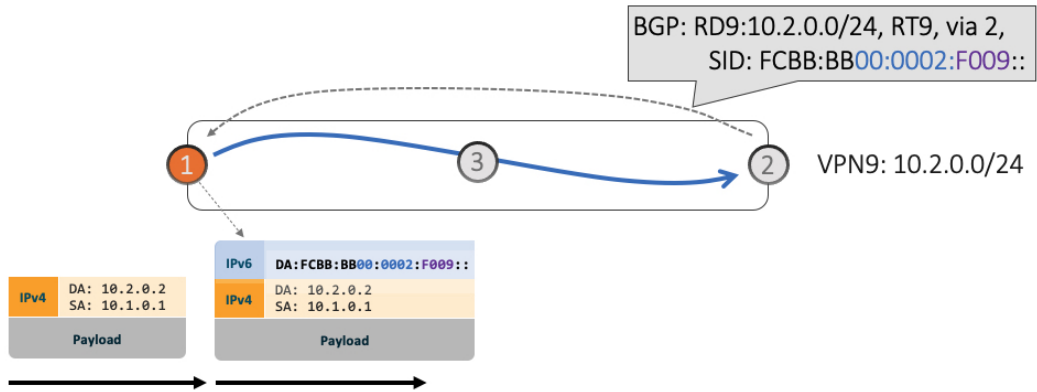 BGP: RD9:10.2.0.0/24, RT9, via 2,
SID: FCBB:BB00:0002:F009::
1
3
2
VPN9: 10.2.0.0/24
IPv4
DA: 10.2.0.2
SA: 10.1.0.1
Payload
IPv6
DA:FCBB:BB00:0002:F009::
IPv4
DA: 10.2.0.2
SA: 10.1.0.1
Payload